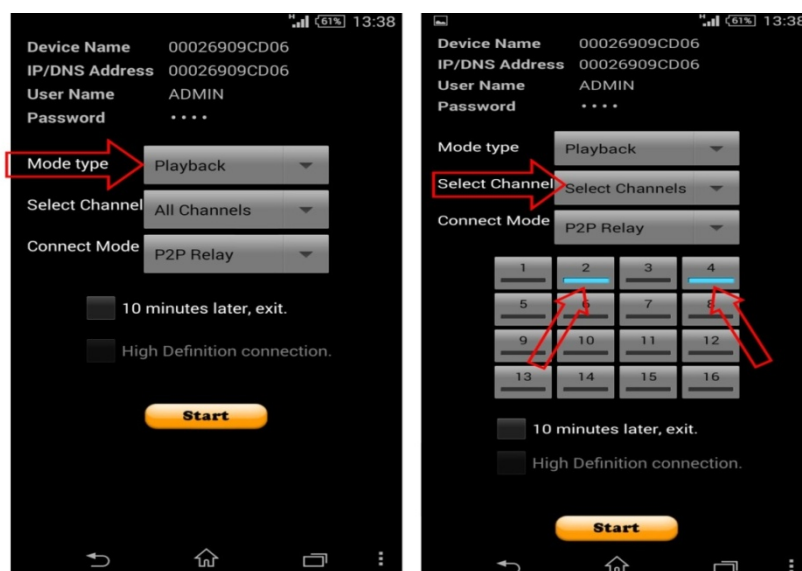 61% 13:38
Device Name 00026909CD06
IP/DNS Address 00026909CD06
User Name ADMIN
Password ····
Mode type Playback
Select Channel All Channels
Connect Mode P2P Relay
10 minutes later, exit.
High Definition connection.
Start
61% 13:38
Device Name 00026909CD06
IP/DNS Address 00026909CD06
User Name ADMIN
Password ····
Mode type Playback
Select Channel Select Channels
Connect Mode P2P Relay
1 2 3 4
5 6 7 8
9 10 11 12
13 14 15 16
10 minutes later, exit.
High Definition connection.
Start